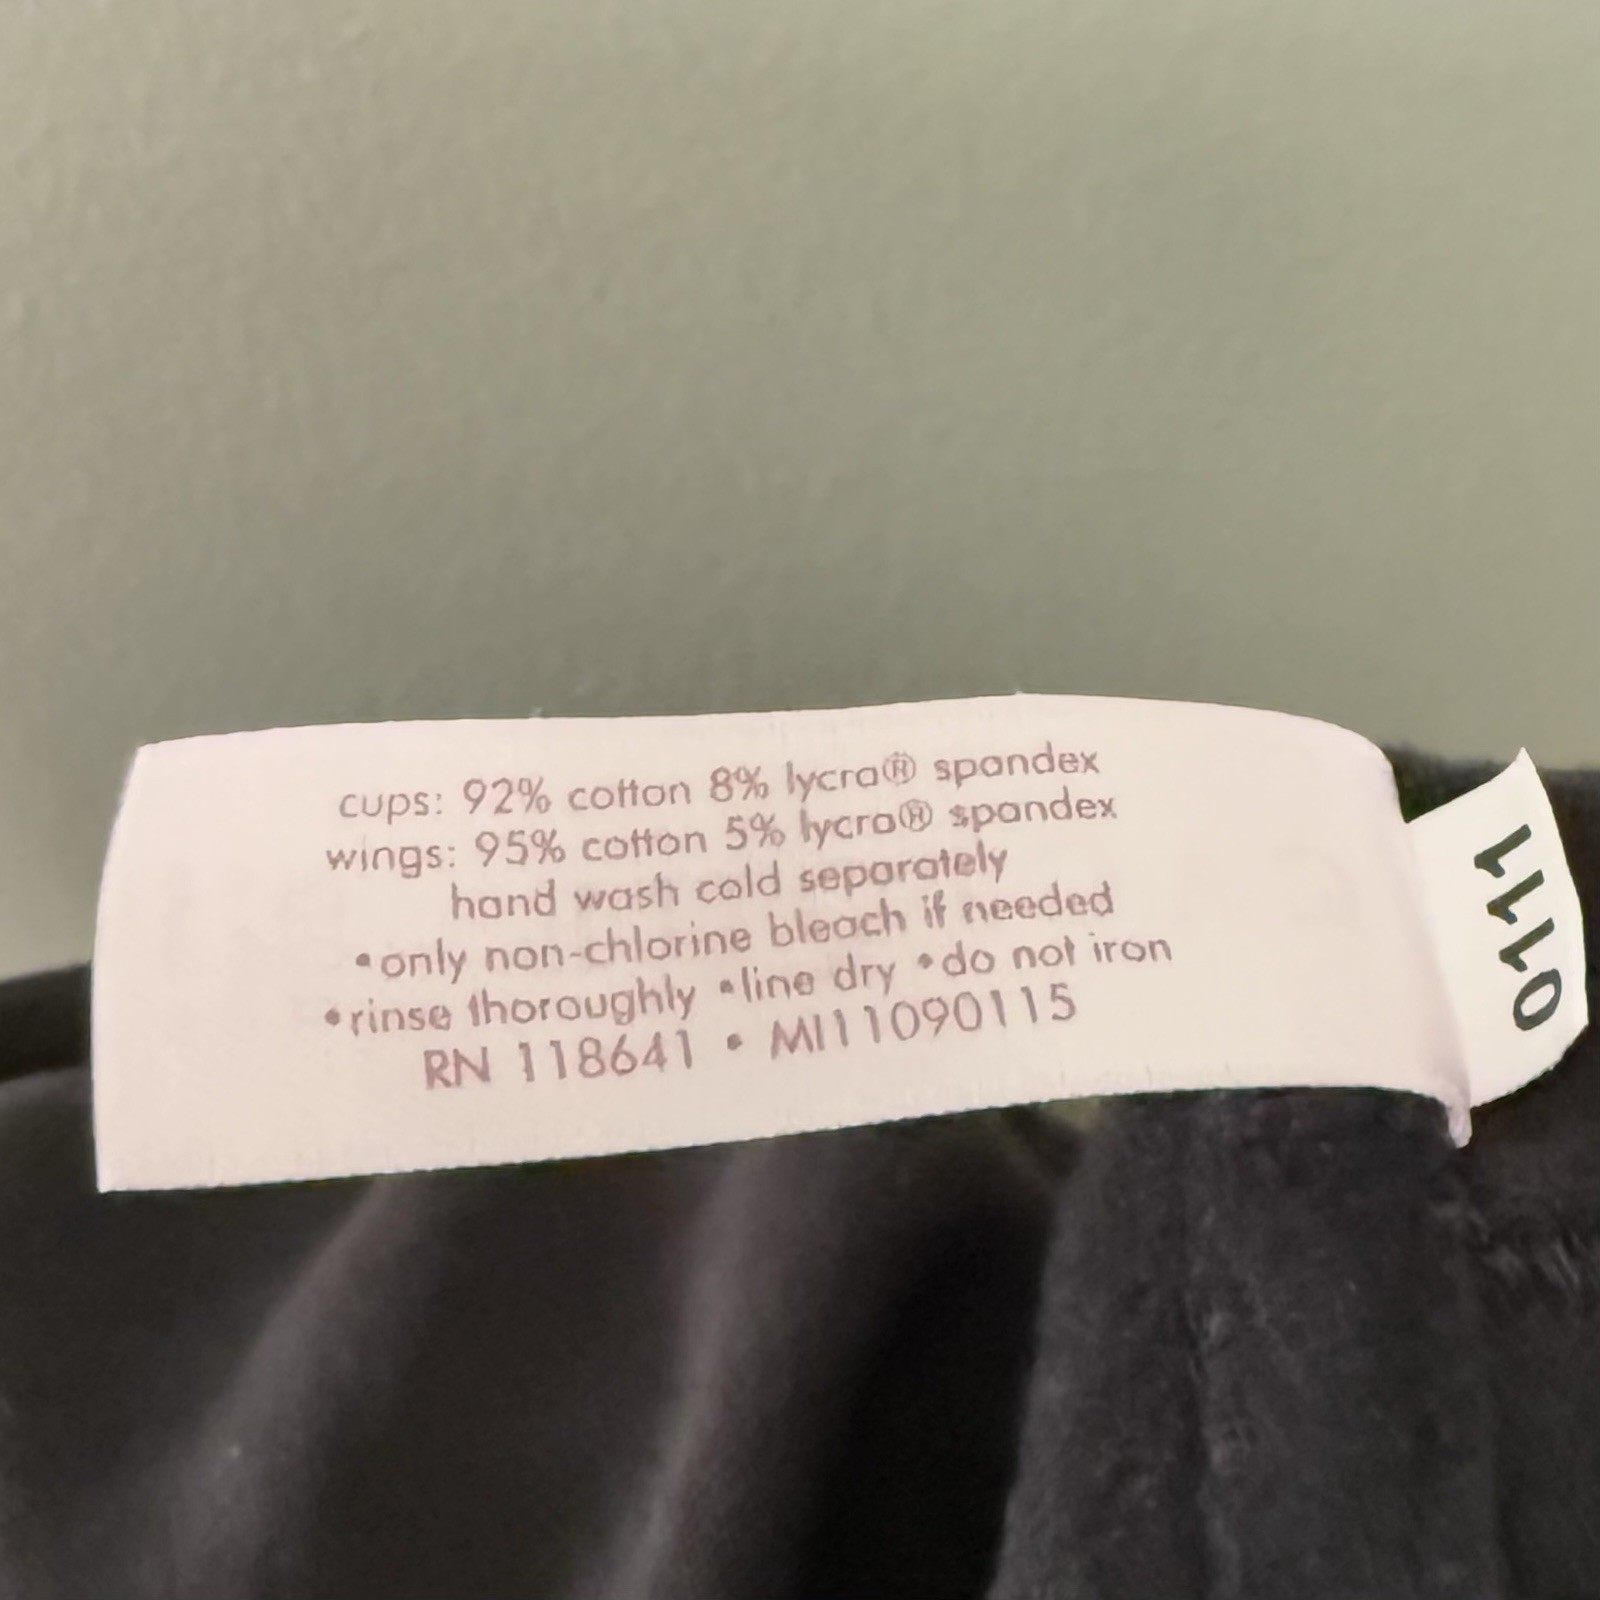 cups: 92% cotton 8% lycra® spandex
wings: 95% cotton 5% lycra® spandex
hand wash cold separately
•only non-chlorine bleach if needed
•rinse thoroughly •line dry •do not iron
RN 118641 • MI11090115
0111